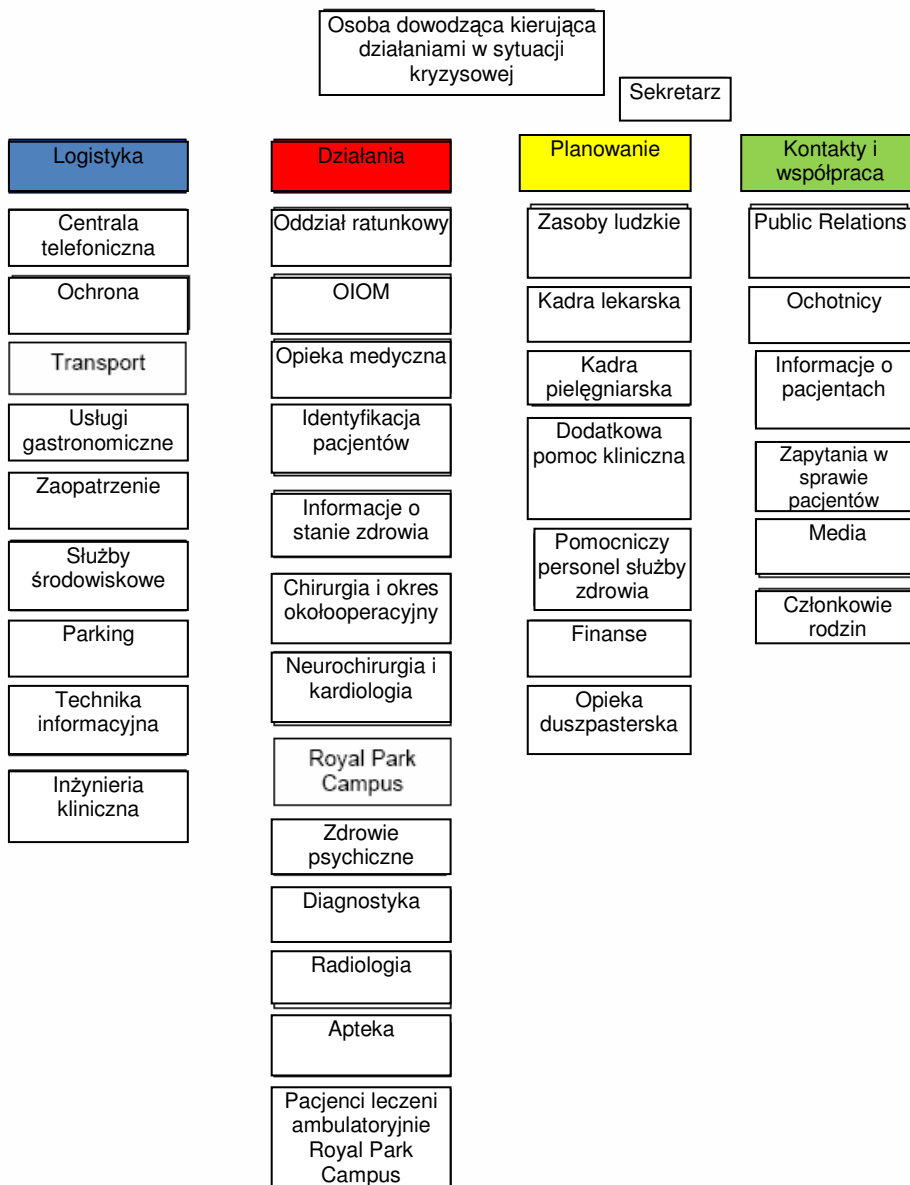 Osoba dowodząca kierująca
działaniami w sytuacji
kryzysowej
Sekretarz
Logistyka
Centrala
telefoniczna
Ochrona
Transport
Usługi
gastronomiczne
Zaopatrzenie
Służby
środowiskowe
Parking
Technika
informacyjna
Inżynieria
kliniczna
Działania
Oddział ratunkowy
OIOM
Opieka medyczna
Identyfikacja
pacjentów
Informacje o
stanie zdrowia
Chirurgia i okres
okołooperacyjny
Neurochirurgia i
kardiologia
Royal Park
Campus
Zdrowie
psychiczne
Diagnostyka
Radiologia
Apteka
Pacjenci leczeni
ambulatoryjnie
Royal Park
Campus
Planowanie
Zasoby ludzkie
Kadra lekarska
Kadra
pielęgniarska
Dodatkowa
pomoc kliniczna
Pomocniczy
personel służby
zdrowia
Finanse
Opieka
duszpasterska
Kontakty i
współpraca
Public Relations
Ochotnicy
Informacje o
pacjentach
Zapytania w
sprawie
pacjentów
Media
Członkowie
rodzin